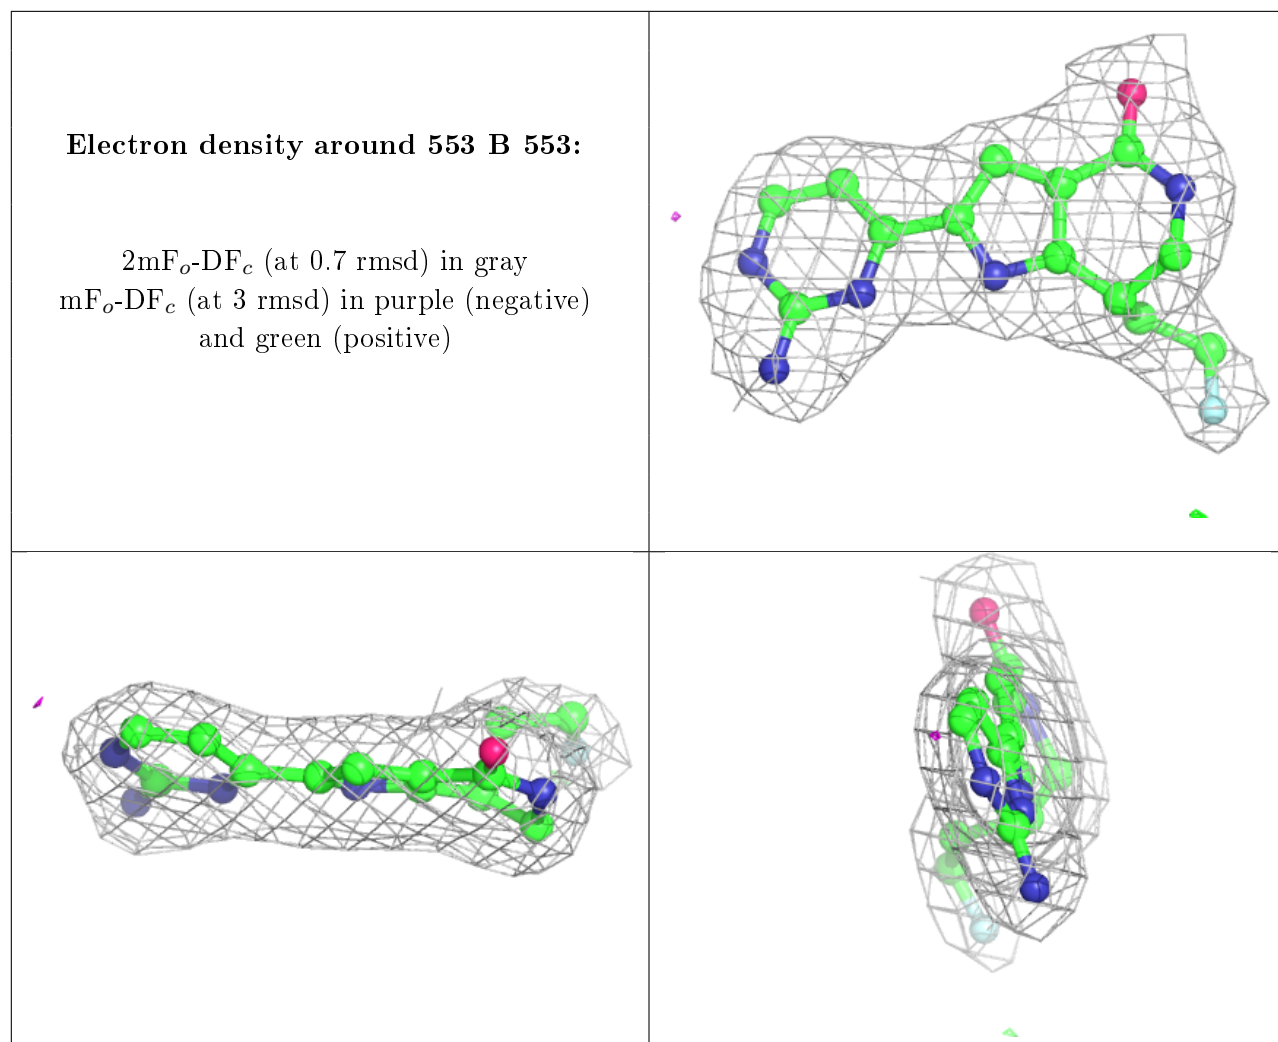 Electron density around 553 B 553:
2mFₒ-DF𝒸 (at 0.7 rmsd) in gray
mFₒ-DF𝒸 (at 3 rmsd) in purple (negative)
and green (positive)